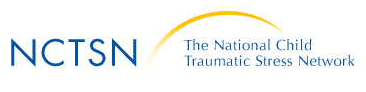 NCTSN
The National Child
Traumatic Stress Network